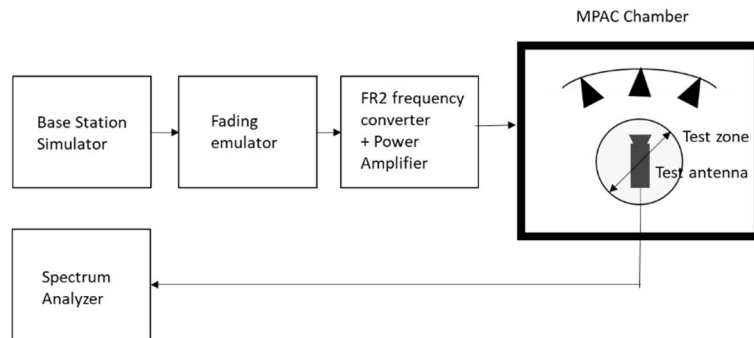 MPAC Chamber
Base Station
Simulator
Fading
emulator
FR2 frequency
converter
+ Power
Amplifier
Test zone
Test antenna
Spectrum
Analyzer